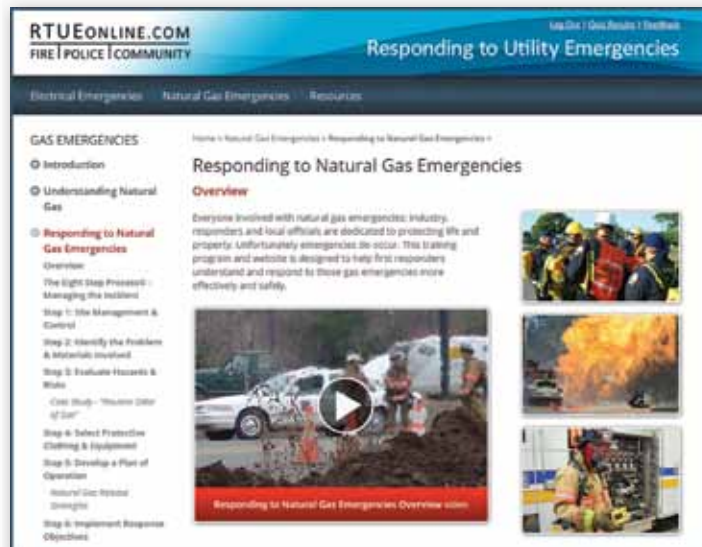 RTUEONLINE.COM
FIRE POLICE COMMUNITY
Log Out | Quiz Results | Feedback
Responding to Utility Emergencies
Electrical Emergencies Natural Gas Emergencies Resources
GAS EMERGENCIES
Introduction
Understanding Natural
Gas
Responding to Natural
Gas Emergencies
Overview
The Eight Step Process© -
Managing the Incident
Step 1: Site Management &
Control
Step 2: Identify the Problem
& Materials Involved
Step 3: Evaluate Hazards &
Risks
Case Study - "Routine Odor
of Gas"
Step 4: Select Protective
Clothing & Equipment
Step 5: Develop a Plan of
Operation
Natural Gas Release
Strengths
Step 6: Implement Response
Objectives
Home > Natural Gas Emergencies > Responding to Natural Gas Emergencies >
Responding to Natural Gas Emergencies
Overview
Everyone involved with natural gas emergencies; industry,
responders and local officials are dedicated to protecting life and
property. Unfortunately emergencies do occur. This training
program and website is designed to help first responders
understand and respond to those gas emergencies more
effectively and safely.
Responding to Natural Gas Emergencies Overview video